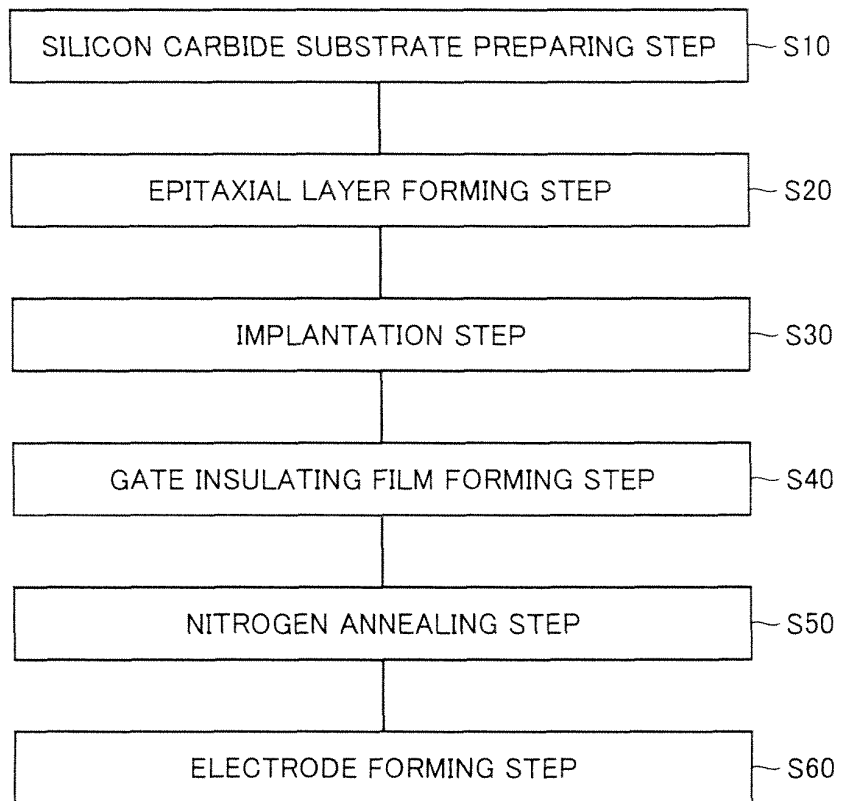 SILICON CARBIDE SUBSTRATE PREPARING STEP S10
EPITAXIAL LAYER FORMING STEP S20
IMPLANTATION STEP S30
GATE INSULATING FILM FORMING STEP S40
NITROGEN ANNEALING STEP S50
ELECTRODE FORMING STEP S60